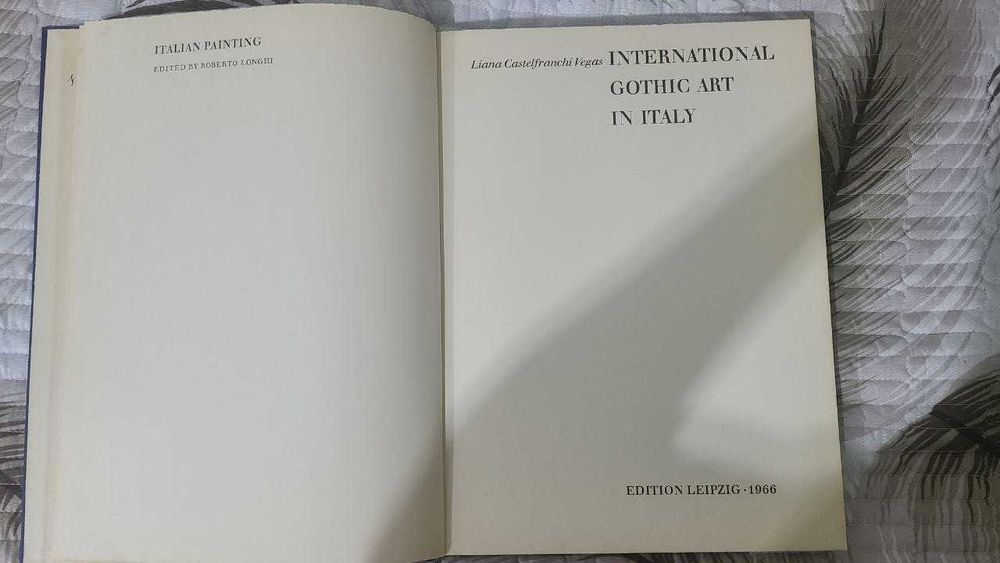 ITALIAN PAINTING
EDITED BY ROBERTO LONGHI
Liana Castelfranchi Vegas INTERNATIONAL
GOTHIC ART
IN ITALY
EDITION LEIPZIG · 1966